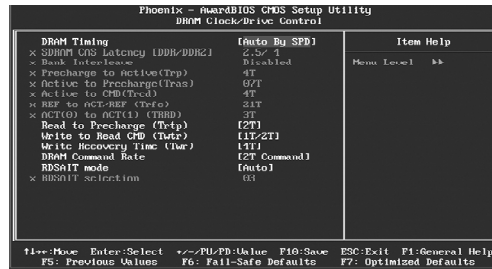 Phoenix - AwardBIOS CMOS Setup Utility
DRAM Clock/Drive Control
DRAM Timing [Auto By SPD] Item Help
x SDRAM CAS Latency [DDR/DDR2] 2.5/ 4
x Bank Interleave Disabled Menu Level ▸▸
x Precharge to Active(Trp) 4T
x Active to Precharge(Tras) 07T
x Active to CMD(Trcd) 4T
x REF to ACT/REF (Trfc) 21T
x ACT(0) to ACT(1) (TRRD) 3T
Read to Precharge (Trtp) [2T]
Write to Read CMD (Twtr) [1T/2T]
Write Recovery Time (Twr) [4T]
DRAM Command Rate [2T Command]
RDSAIT mode [Auto]
x RDSAIT selection 03
↑↓→←:Move Enter:Select +/-/PU/PD:Value F10:Save ESC:Exit F1:General Help
F5: Previous Values F6: Fail-Safe Defaults F7: Optimized Defaults